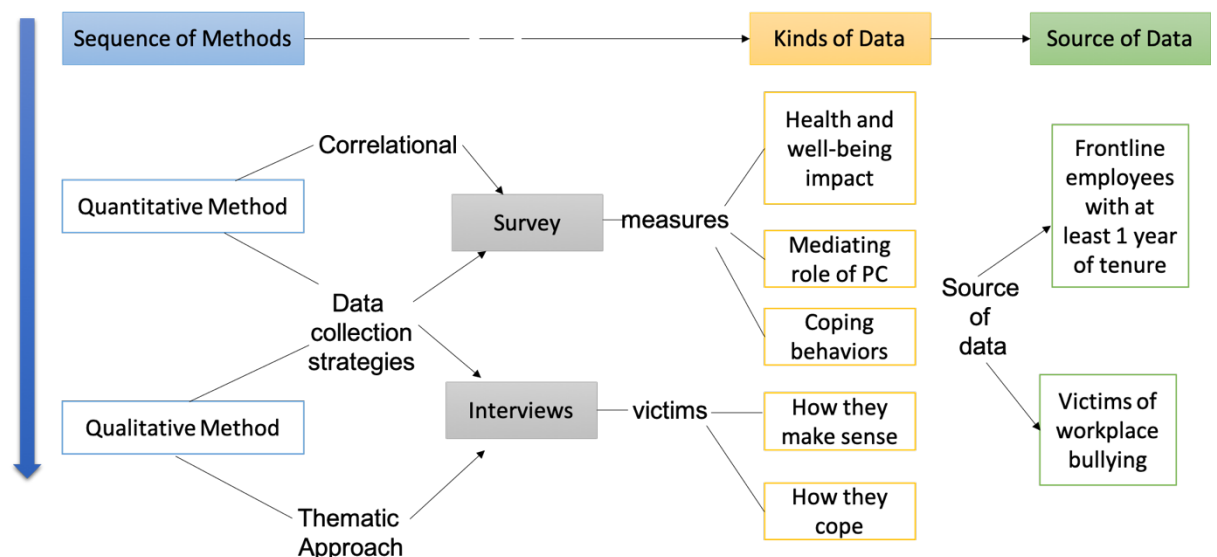 Sequence of Methods
Kinds of Data
Source of Data
Correlational
Quantitative Method
Survey
measures
Health and
well-being
impact
Mediating
role of PC
Coping
behaviors
Frontline
employees
with at
least 1 year
of tenure
Data
collection
strategies
Source
of
data
Qualitative Method
Interviews
victims
How they
make sense
How they
cope
Victims of
workplace
bullying
Thematic
Approach